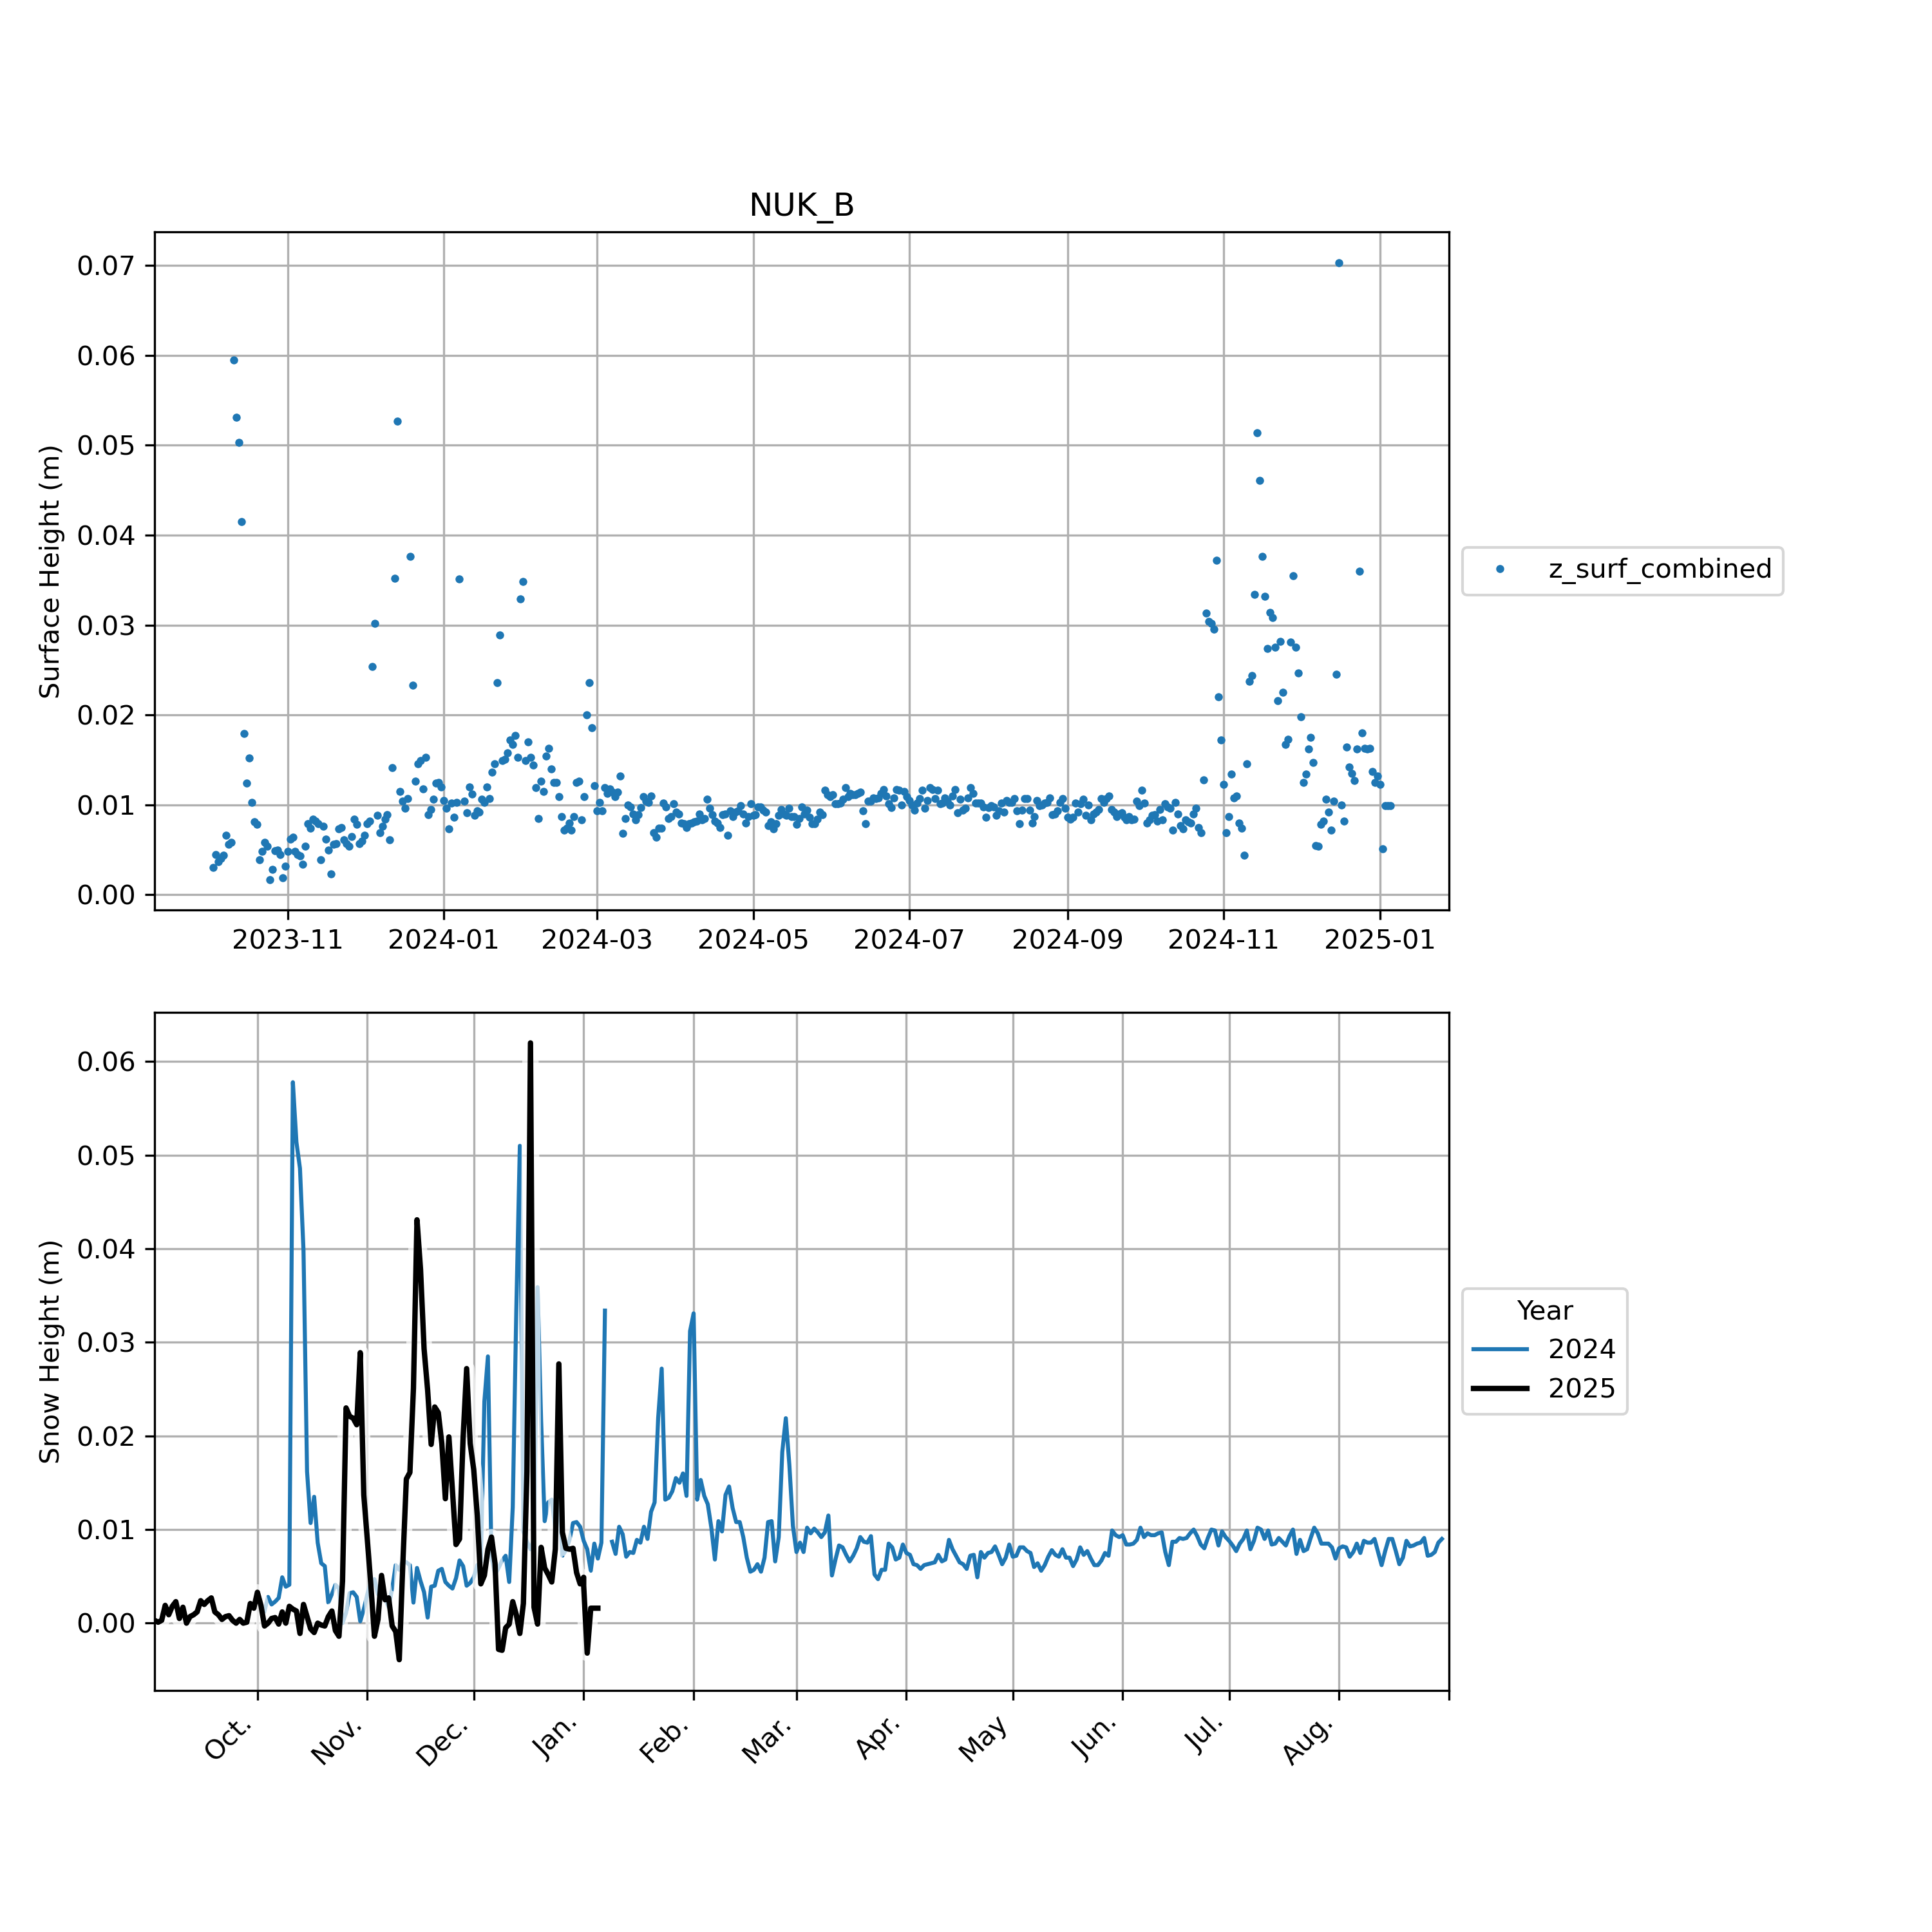 NUK_B
Surface Height (m)
0.07
0.06
0.05
0.04
0.03
0.02
0.01
0.00
z_surf_combined
2023-11 2024-01 2024-03 2024-05 2024-07 2024-09 2024-11 2025-01
Snow Height (m)
0.06
0.05
0.04
0.03
0.02
0.01
0.00
Year
2024
2025
Oct. Nov. Dec. Jan. Feb. Mar. Apr. May Jun. Jul. Aug.